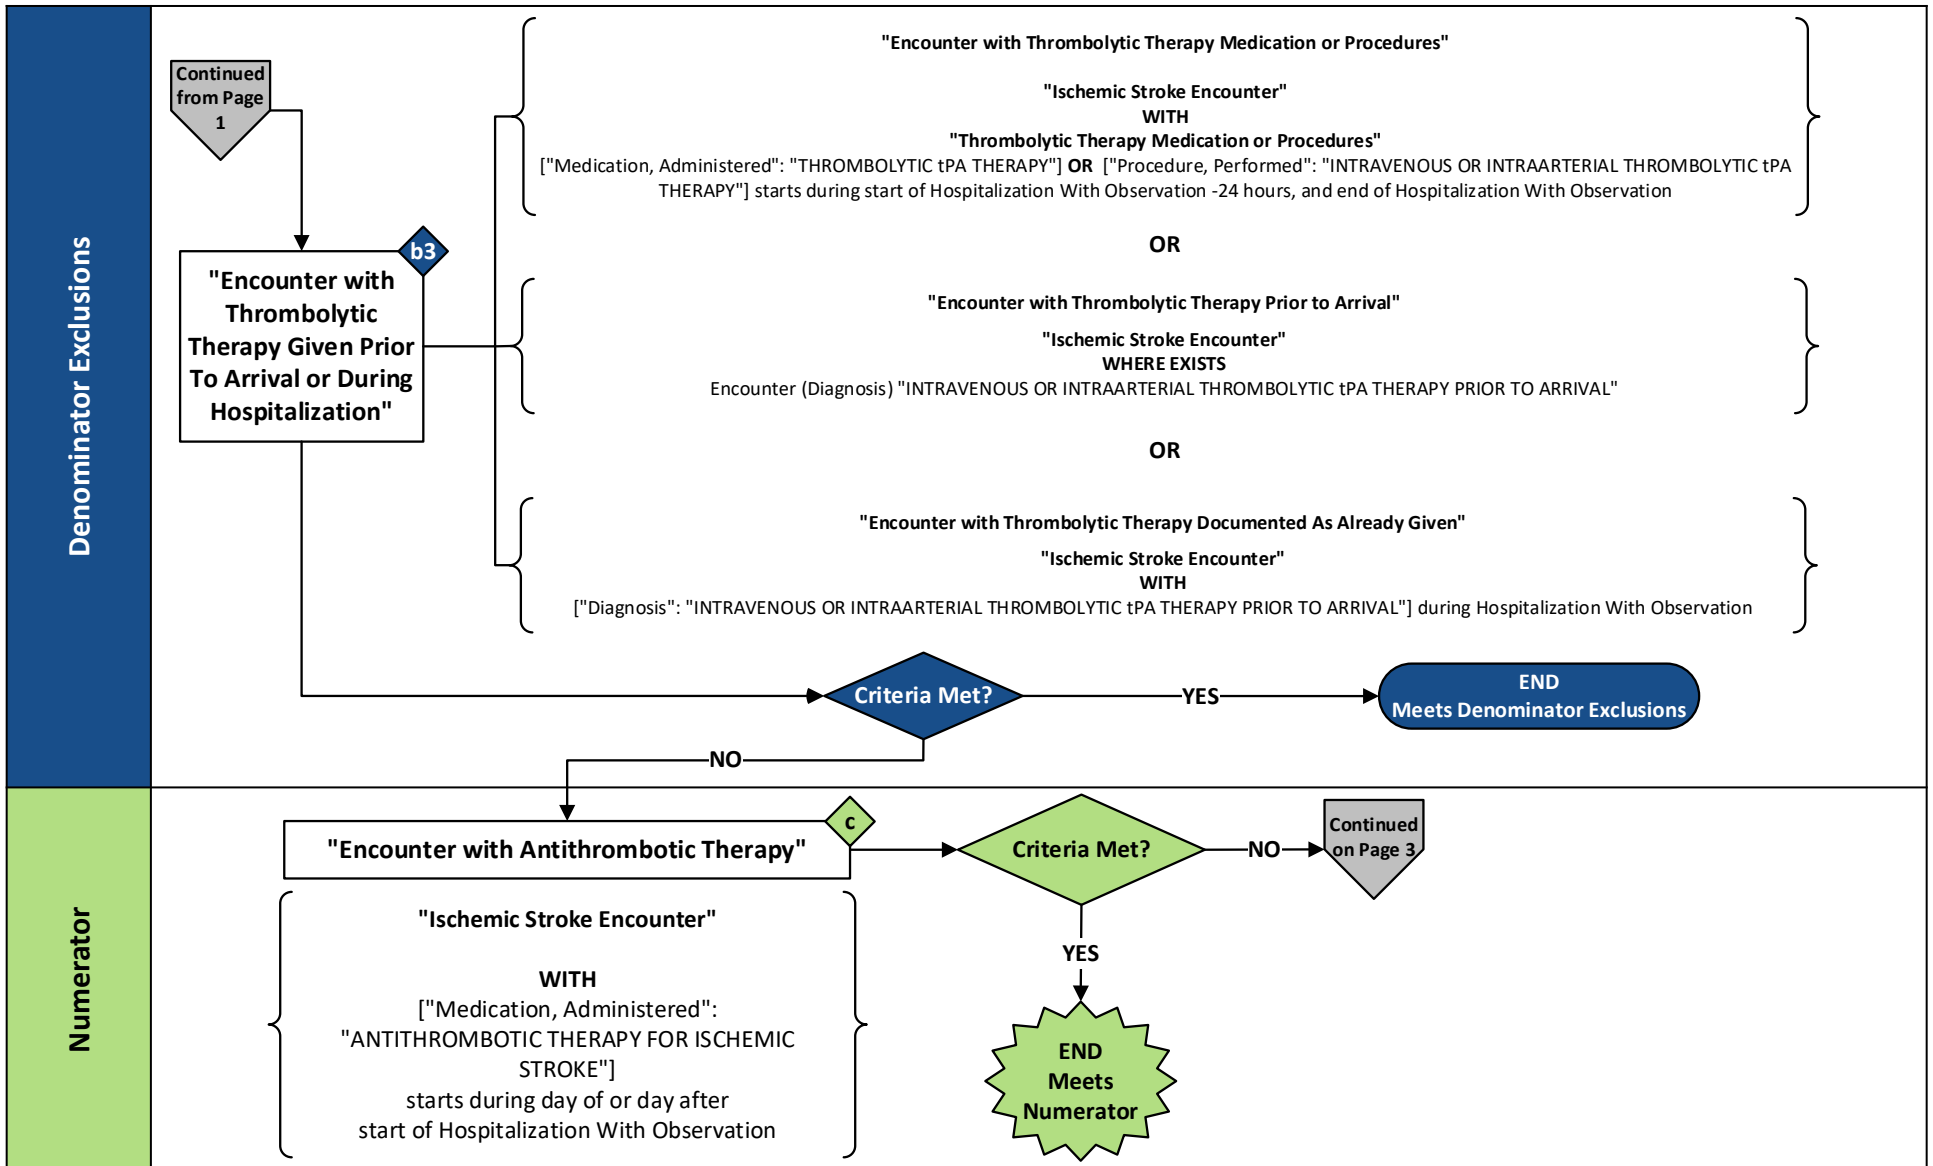 Denominator Exclusions
Continued
from Page
1
b3
"Encounter with
Thrombolytic
Therapy Given Prior
To Arrival or During
Hospitalization"
"Encounter with Thrombolytic Therapy Medication or Procedures"
"Ischemic Stroke Encounter"
WITH
"Thrombolytic Therapy Medication or Procedures"
["Medication, Administered": "THROMBOLYTIC tPA THERAPY"] OR ["Procedure, Performed": "INTRAVENOUS OR INTRAARTERIAL THROMBOLYTIC tPA
THERAPY"] starts during start of Hospitalization With Observation -24 hours, and end of Hospitalization With Observation
OR
"Encounter with Thrombolytic Therapy Prior to Arrival"
"Ischemic Stroke Encounter"
WHERE EXISTS
Encounter (Diagnosis) "INTRAVENOUS OR INTRAARTERIAL THROMBOLYTIC tPA THERAPY PRIOR TO ARRIVAL"
OR
"Encounter with Thrombolytic Therapy Documented As Already Given"
"Ischemic Stroke Encounter"
WITH
["Diagnosis": "INTRAVENOUS OR INTRAARTERIAL THROMBOLYTIC tPA THERAPY PRIOR TO ARRIVAL"] during Hospitalization With Observation
Criteria Met?
YES
END
Meets Denominator Exclusions
NO
Numerator
"Encounter with Antithrombotic Therapy"
c
Criteria Met?
NO
Continued
on Page 3
"Ischemic Stroke Encounter"
WITH
["Medication, Administered":
"ANTITHROMBOTIC THERAPY FOR ISCHEMIC
STROKE"]
starts during day of or day after
start of Hospitalization With Observation
YES
END
Meets
Numerator